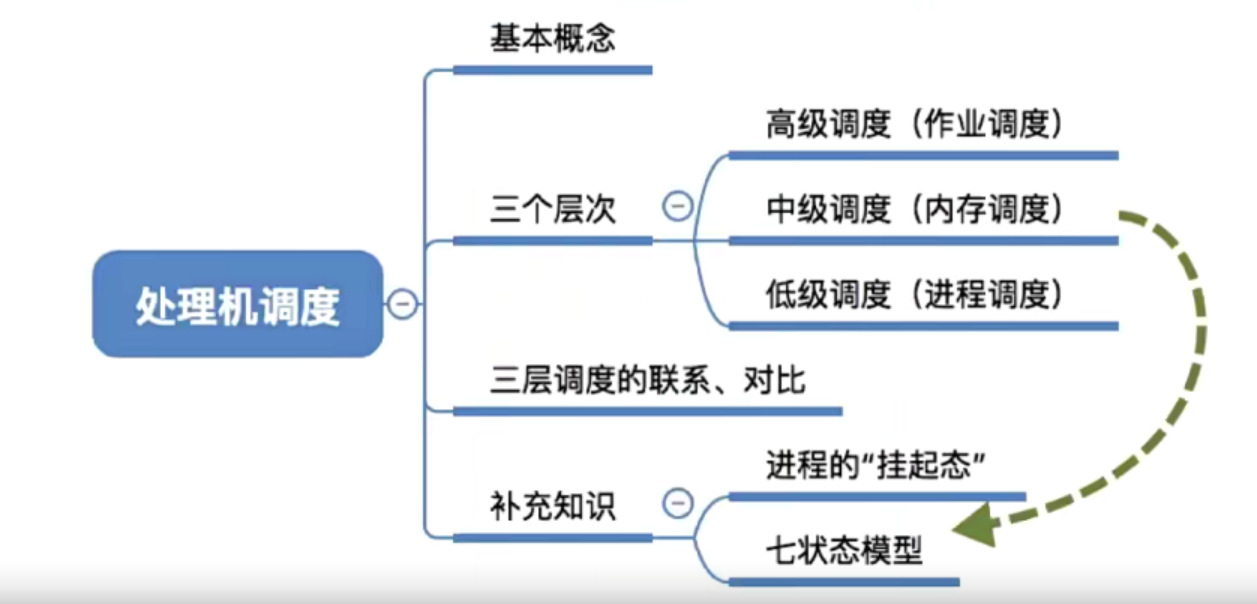 基本概念
高级调度（作业调度）
三个层次
中级调度（内存调度）
低级调度（进程调度）
处理机调度
三层调度的联系、对比
进程的“挂起态”
补充知识
七状态模型